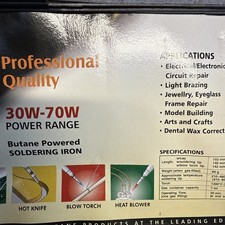 Professional
Quality
30W-70W
POWER RANGE
Butane Powered
SOLDERING IRON
APPLICATIONS
• Electrical/Electronic
Circuit Repair
• Light Brazing
• Jewellry, Eyeglass
Frame Repair
• Model Building
• Arts and Crafts
• Dental Wax Correct
SPECIFICATIONS
HOT KNIFE
BLOW TORCH
HEAT BLOWER
PRODUCTS AT THE LEADING ED